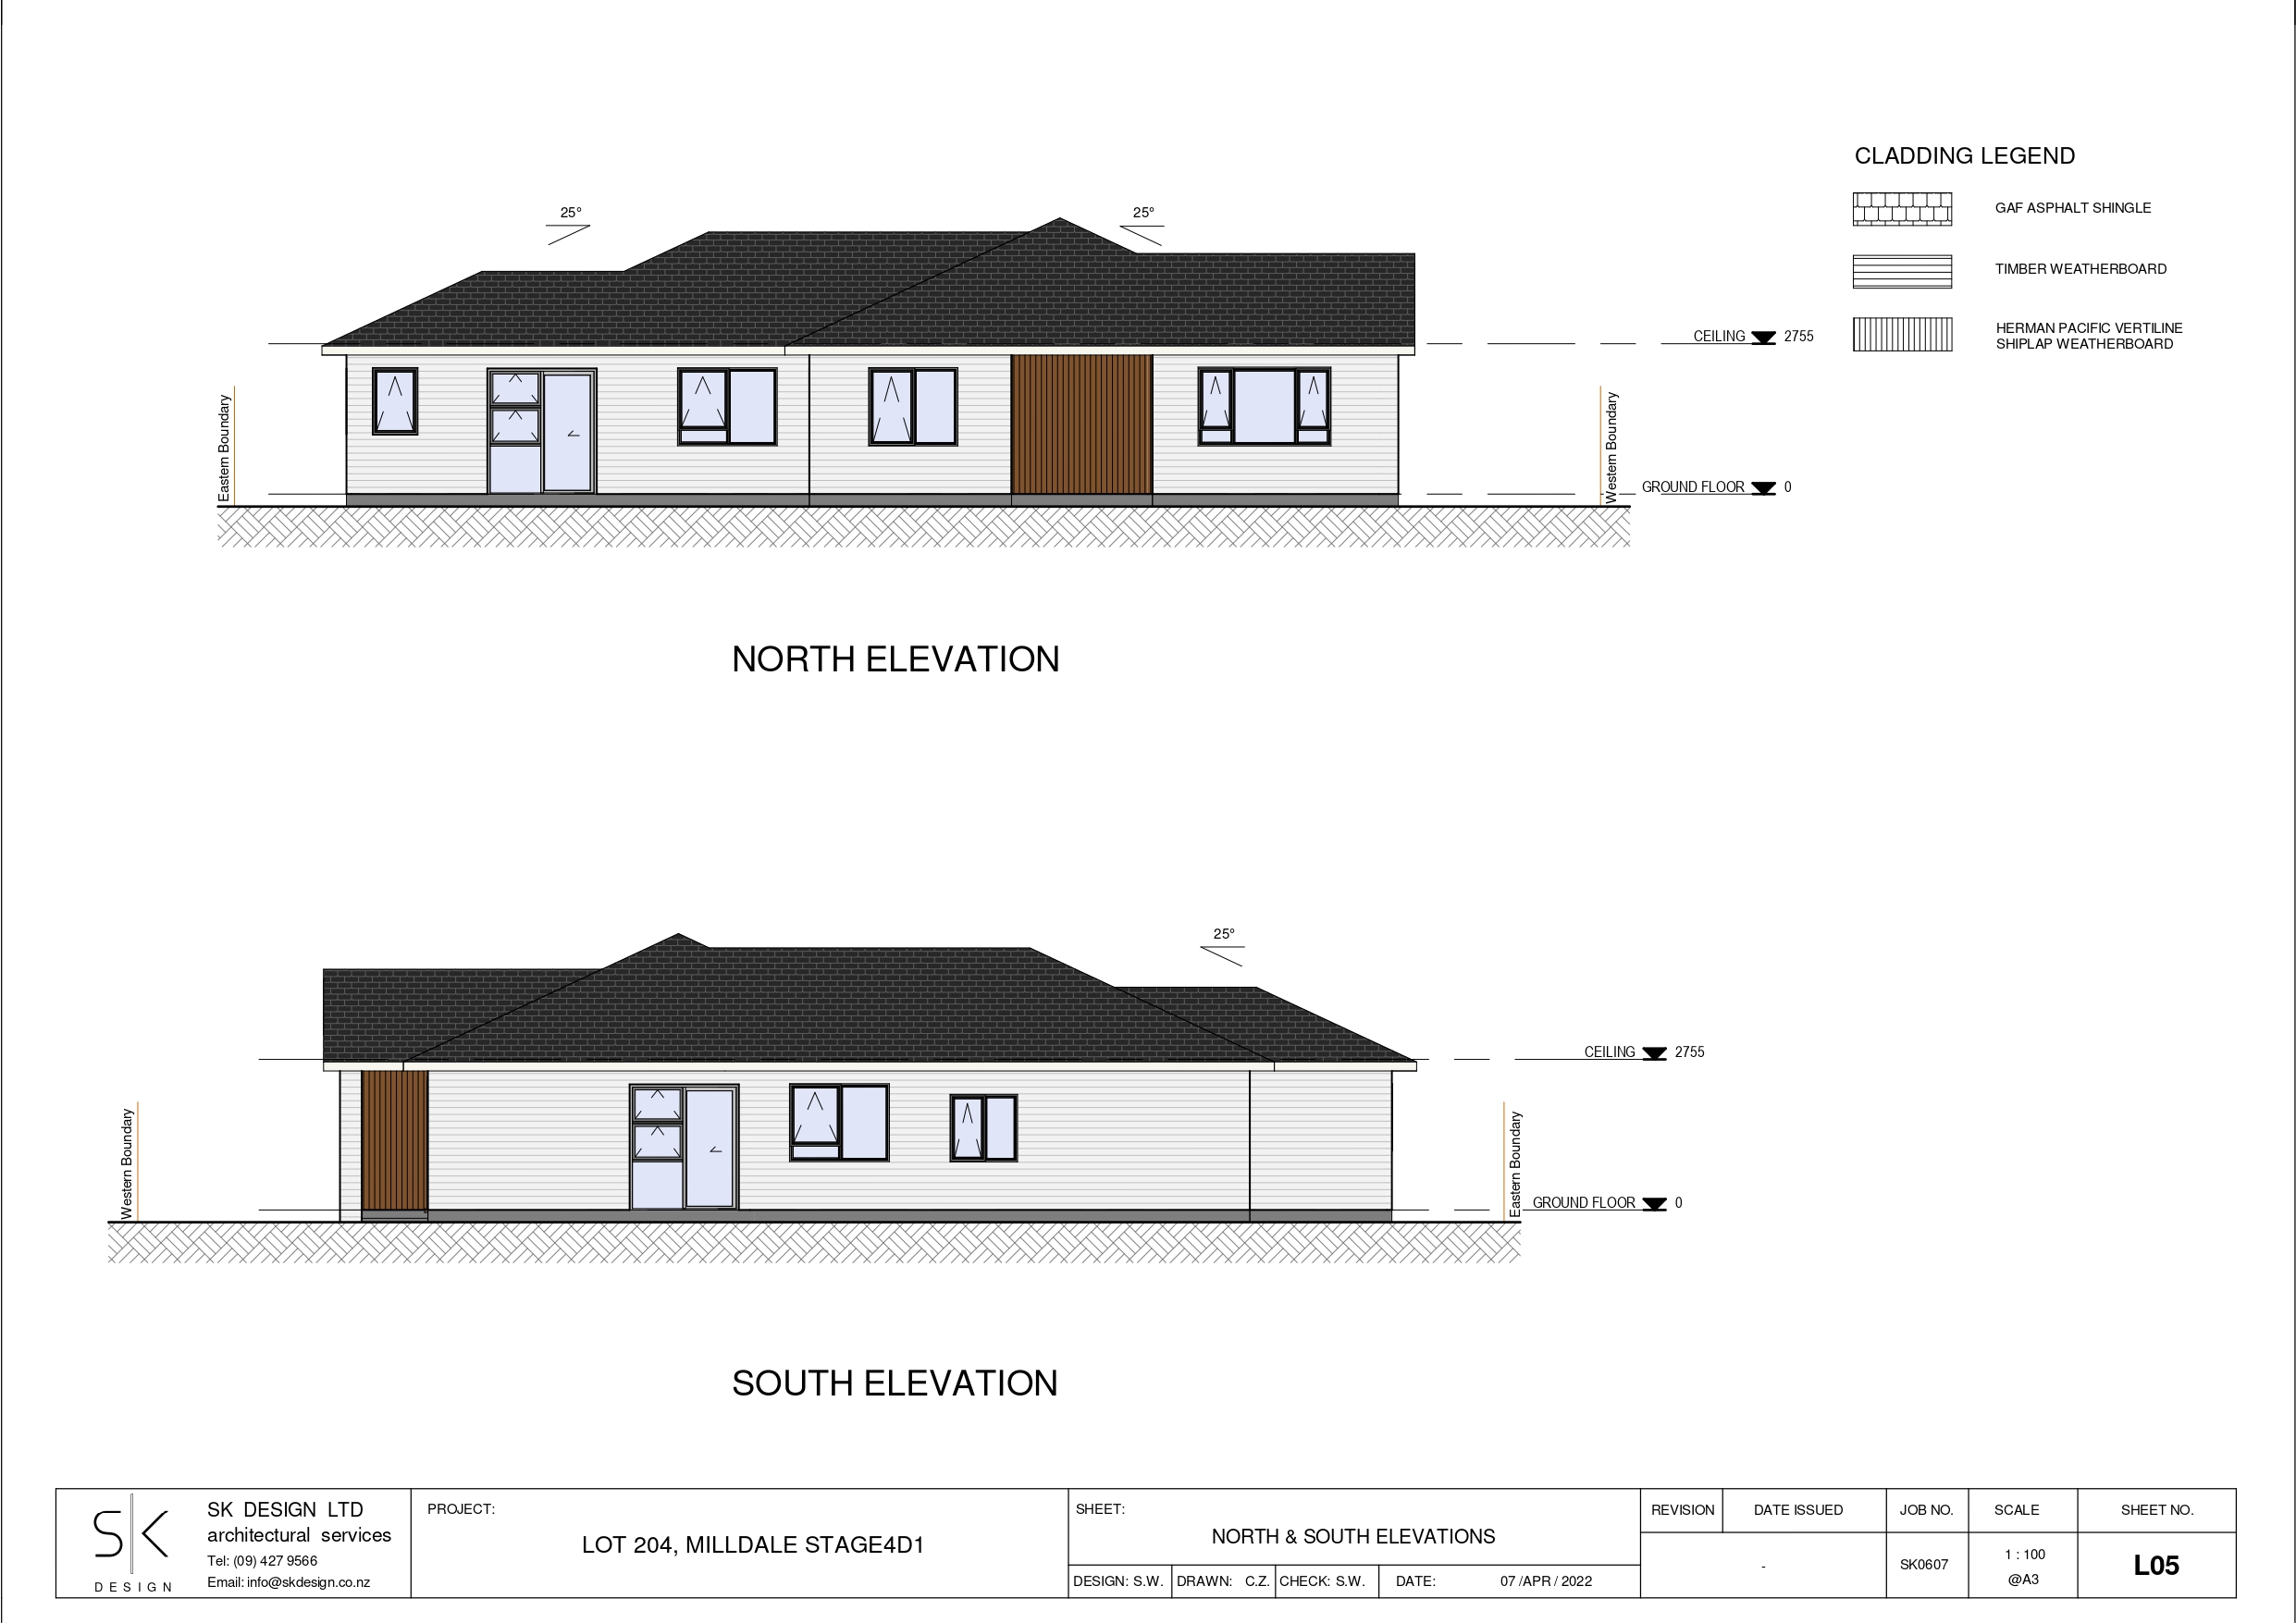 CLADDING LEGEND
GAF ASPHALT SHINGLE
TIMBER WEATHERBOARD
HERMAN PACIFIC VERTILINE
SHIPLAP WEATHERBOARD
25°
25°
CEILING 2755
GROUND FLOOR 0
Eastern Boundary
Western Boundary
NORTH ELEVATION
25°
CEILING 2755
GROUND FLOOR 0
Western Boundary
Eastern Boundary
SOUTH ELEVATION
SK
DESIGN
SK DESIGN LTD
architectural services
Tel: (09) 427 9566
Email: info@skdesign.co.nz
PROJECT:
LOT 204, MILLDALE STAGE4D1
SHEET:
NORTH & SOUTH ELEVATIONS
DESIGN: S.W. DRAWN: C.Z. CHECK: S.W. DATE: 07 /APR / 2022
REVISION DATE ISSUED JOB NO. SCALE SHEET NO.
- SK0607 1 : 100 L05
@A3